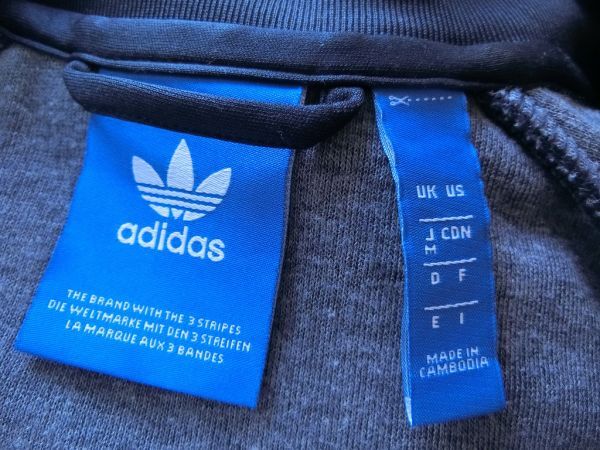 adidas
THE BRAND WITH THE 3 STRIPES
DIE WELTMARKE MIT DEN 3 STREIFEN
LA MARQUE AUX 3 BANDES
UK US
J CDN
M
D F
E I
MADE IN
CAMBODIA